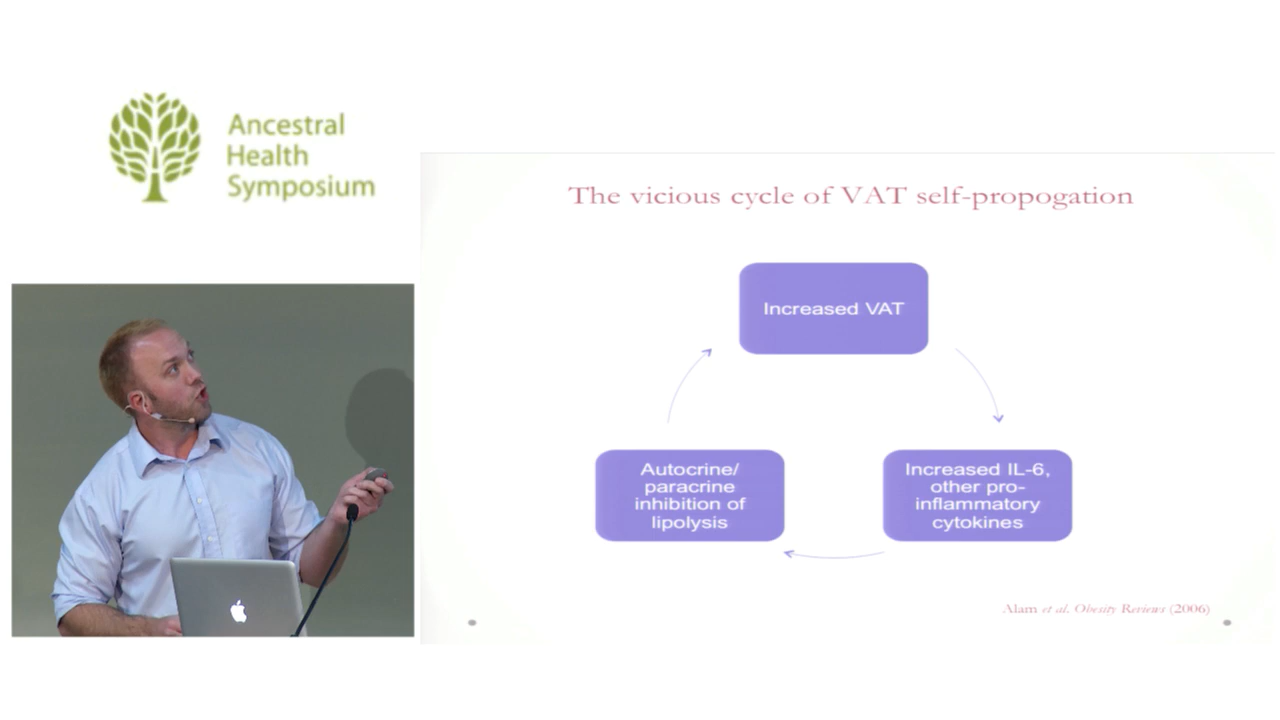 Ancestral
Health
Symposium
The vicious cycle of VAT self-propogation
Increased VAT
Autocrine/
paracrine
inhibition of
lipolysis
Increased IL-6,
other pro-
inflammatory
cytokines
Alam et al. Obesity Reviews (2006)